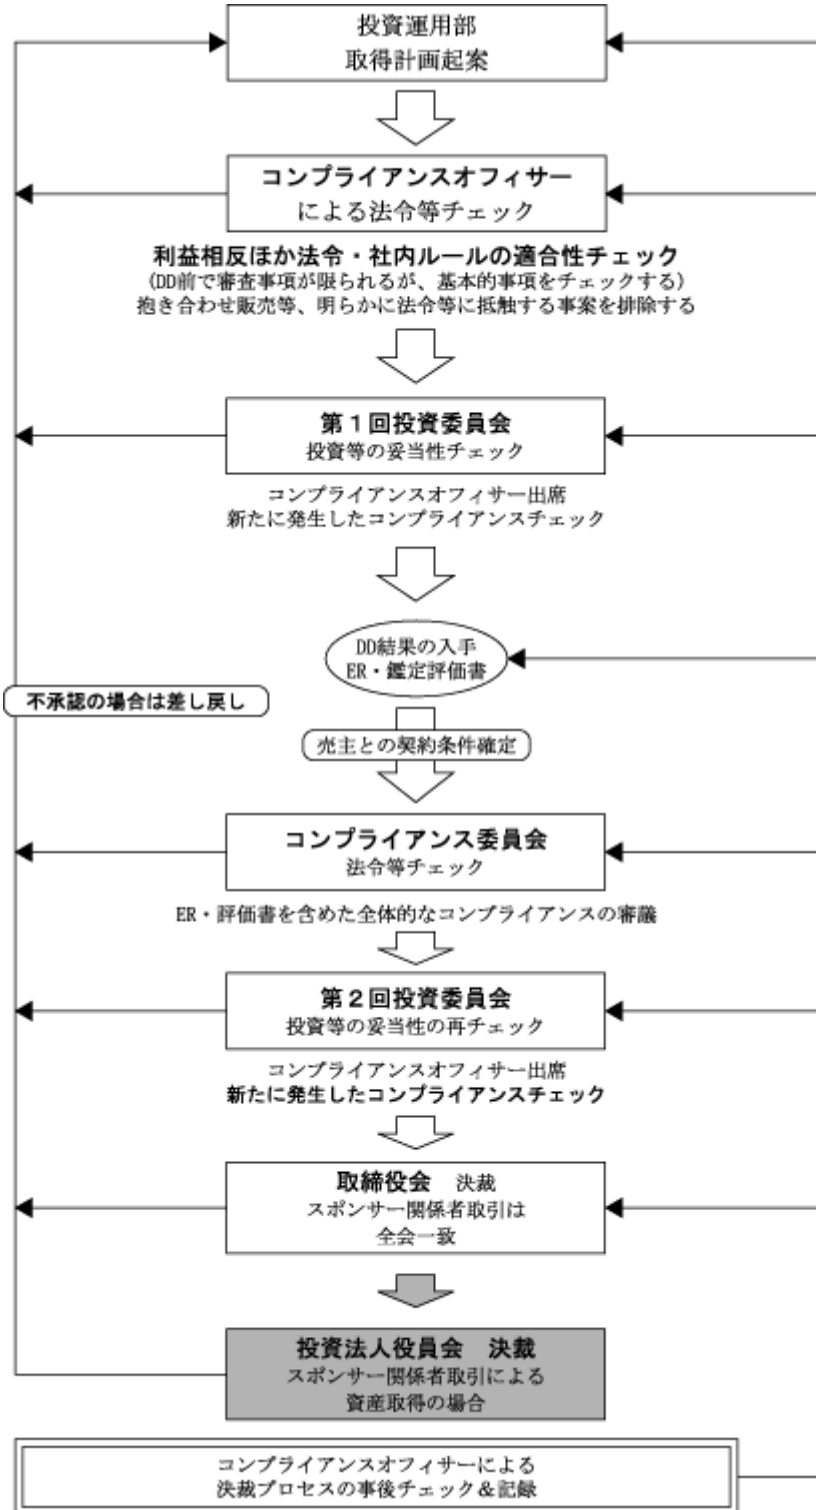 投資運用部
取得計画起案
コンプライアンスオフィサー
による法令等チェック
利益相反ほか法令・社内ルールの適合性チェック
(DD前で審査事項が限られるが、基本的事項をチェックする)
抱き合わせ販売等、明らかに法令等に抵触する事案を排除する
第1回投資委員会
投資等の妥当性チェック
コンプライアンスオフィサー出席
新たに発生したコンプライアンスチェック
DD結果の入手
ER・鑑定評価書
不承認の場合は差し戻し
売主との契約条件確定
コンプライアンス委員会
法令等チェック
ER・評価書を含めた全体的なコンプライアンスの審議
第2回投資委員会
投資等の妥当性の再チェック
コンプライアンスオフィサー出席
新たに発生したコンプライアンスチェック
取締役会 決裁
スポンサー関係者取引は
全会一致
投資法人役員会 決裁
スポンサー関係者取引による
資産取得の場合
コンプライアンスオフィサーによる
決裁プロセスの事後チェック&記録